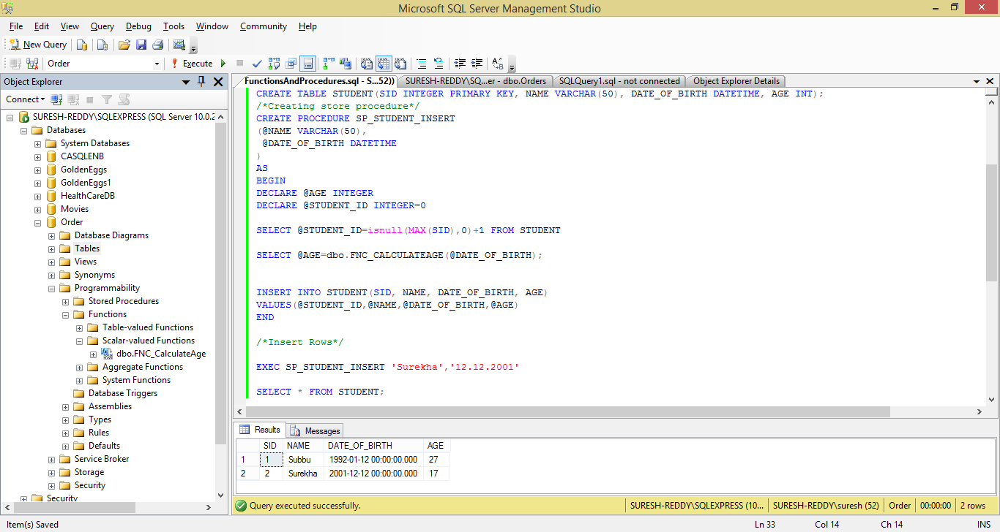 Microsoft SQL Server Management Studio
File Edit View Query Debug Tools Window Community Help
New Query
Order Execute
Object Explorer
Connect
SURESH-REDDY\SQLEXPRESS (SQL Server 10.0.2
Databases
System Databases
CASQLENB
GoldenEggs
GoldenEggs1
HealthCareDB
Movies
Order
Database Diagrams
Tables
Views
Synonyms
Programmability
Stored Procedures
Functions
Table-valued Functions
Scalar-valued Functions
dbo.FNC_CalculateAge
Aggregate Functions
System Functions
Database Triggers
Assemblies
Types
Rules
Defaults
Service Broker
Storage
Security
Security
FunctionsAndProcedures.sql - S...52)) SURESH-REDDY\SQ...er - dbo.Orders SQLQuery1.sql - not connected Object Explorer Details
CREATE TABLE STUDENT(SID INTEGER PRIMARY KEY, NAME VARCHAR(50), DATE_OF_BIRTH DATETIME, AGE INT);
/*Creating store procedure*/
CREATE PROCEDURE SP_STUDENT_INSERT
(@NAME VARCHAR(50),
@DATE_OF_BIRTH DATETIME
)
AS
BEGIN
DECLARE @AGE INTEGER
DECLARE @STUDENT_ID INTEGER=0
SELECT @STUDENT_ID=isnull(MAX(SID),0)+1 FROM STUDENT
SELECT @AGE=dbo.FNC_CALCULATEAGE(@DATE_OF_BIRTH);
INSERT INTO STUDENT(SID, NAME, DATE_OF_BIRTH, AGE)
VALUES(@STUDENT_ID,@NAME,@DATE_OF_BIRTH,@AGE)
END
/*Insert Rows*/
EXEC SP_STUDENT_INSERT 'Surekha','12.12.2001'
SELECT * FROM STUDENT;
Results Messages
SID NAME DATE_OF_BIRTH AGE
1 1 Subbu 1992-01-12 00:00:00.000 27
2 2 Surekha 2001-12-12 00:00:00.000 17
Query executed successfully. SURESH-REDDY\SQLEXPRESS (10... SURESH-REDDY\suresh (52) Order 00:00:00 2 rows
Item(s) Saved Ln 33 Col 14 Ch 14 INS